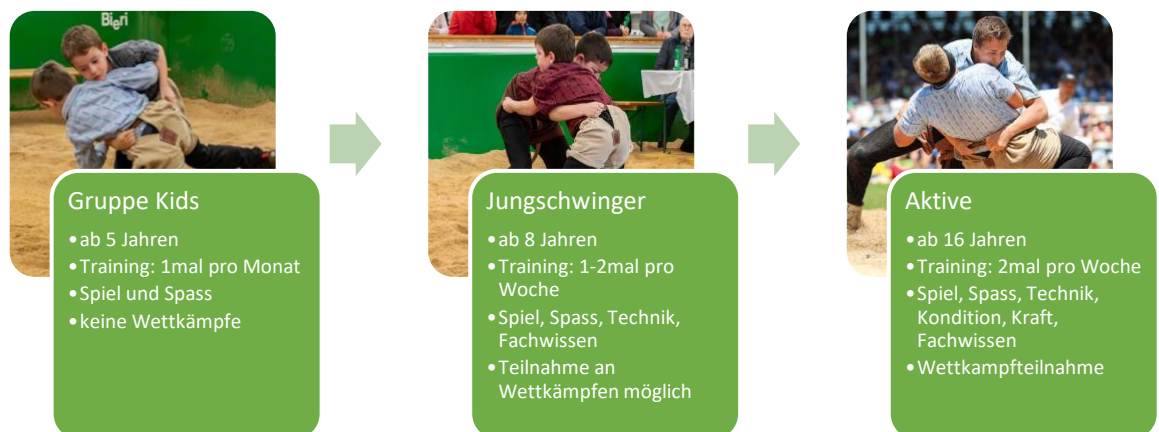 Bieri
Gruppe Kids
•ab 5 Jahren
•Training: 1mal pro Monat
•Spiel und Spass
•keine Wettkämpfe
Jungschwinger
•ab 8 Jahren
•Training: 1-2mal pro
Woche
•Spiel, Spass, Technik,
Fachwissen
•Teilnahme an
Wettkämpfen möglich
Aktive
•ab 16 Jahren
•Training: 2mal pro Woche
•Spiel, Spass, Technik,
Kondition, Kraft,
Fachwissen
•Wettkampfteilnahme